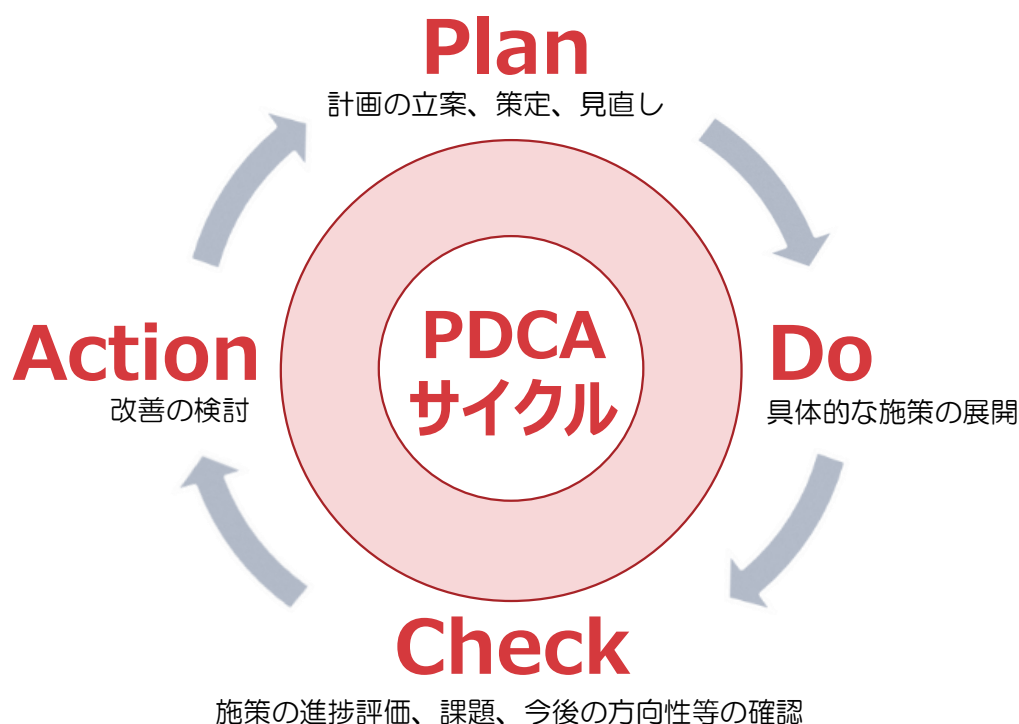 Plan
計画の立案、策定、見直し
PDCA
サイクル
Action
改善の検討
Do
具体的な施策の展開
Check
施策の進捗評価、課題、今後の方向性等の確認